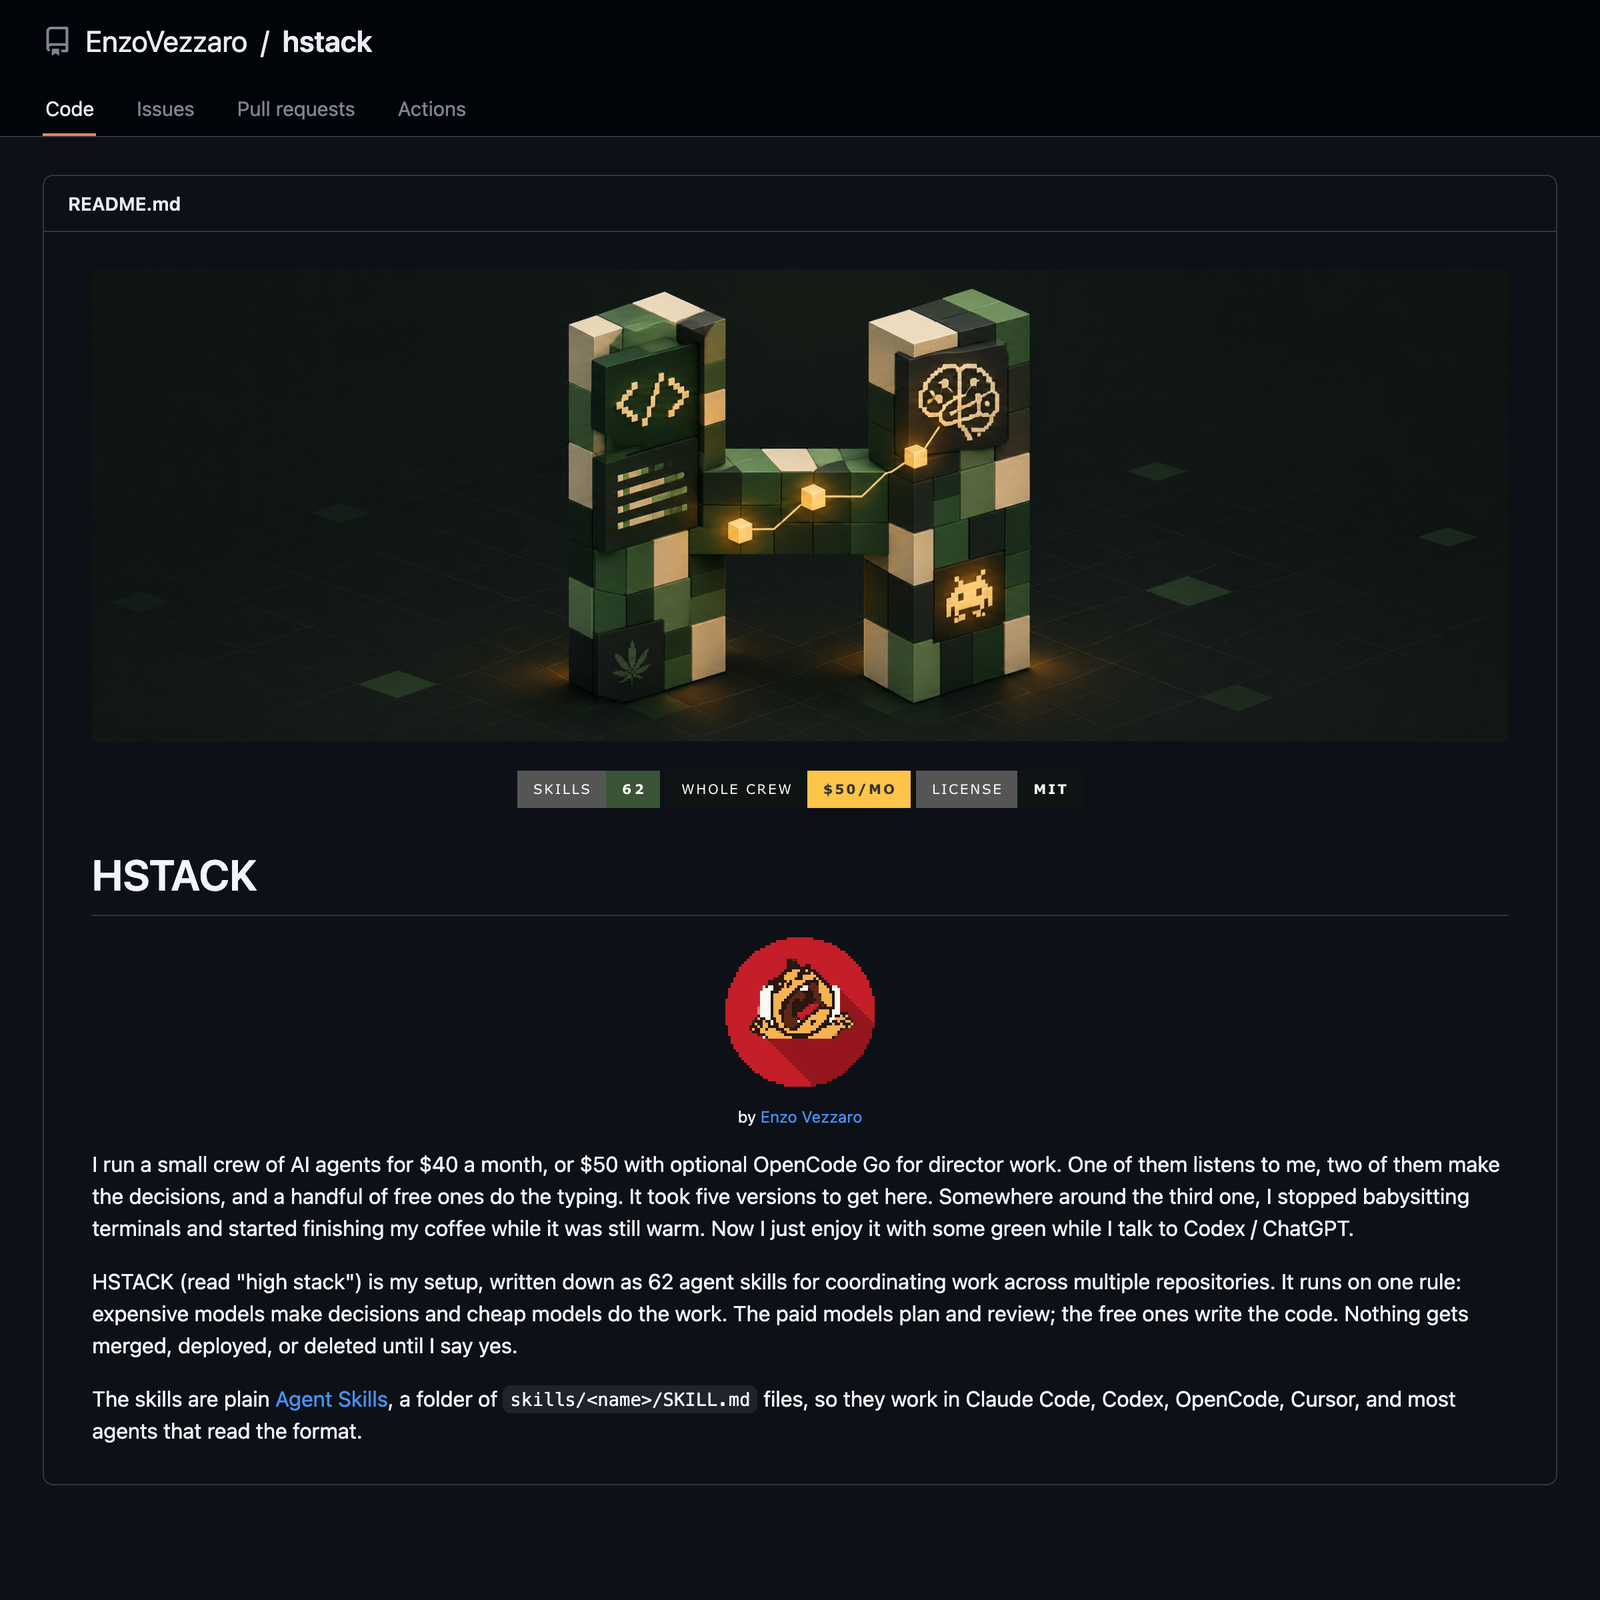 EnzoVezzaro / hstack
Code Issues Pull requests Actions
README.md
</>
SKILLS 62 WHOLE CREW $50/MO LICENSE MIT
HSTACK
by Enzo Vezzaro
I run a small crew of AI agents for $40 a month, or $50 with optional OpenCode Go for director work. One of them listens to me, two of them make
the decisions, and a handful of free ones do the typing. It took five versions to get here. Somewhere around the third one, I stopped babysitting
terminals and started finishing my coffee while it was still warm. Now I just enjoy it with some green while I talk to Codex / ChatGPT.
HSTACK (read "high stack") is my setup, written down as 62 agent skills for coordinating work across multiple repositories. It runs on one rule:
expensive models make decisions and cheap models do the work. The paid models plan and review; the free ones write the code. Nothing gets
merged, deployed, or deleted until I say yes.
The skills are plain Agent Skills, a folder of skills/<name>/SKILL.md files, so they work in Claude Code, Codex, OpenCode, Cursor, and most
agents that read the format.